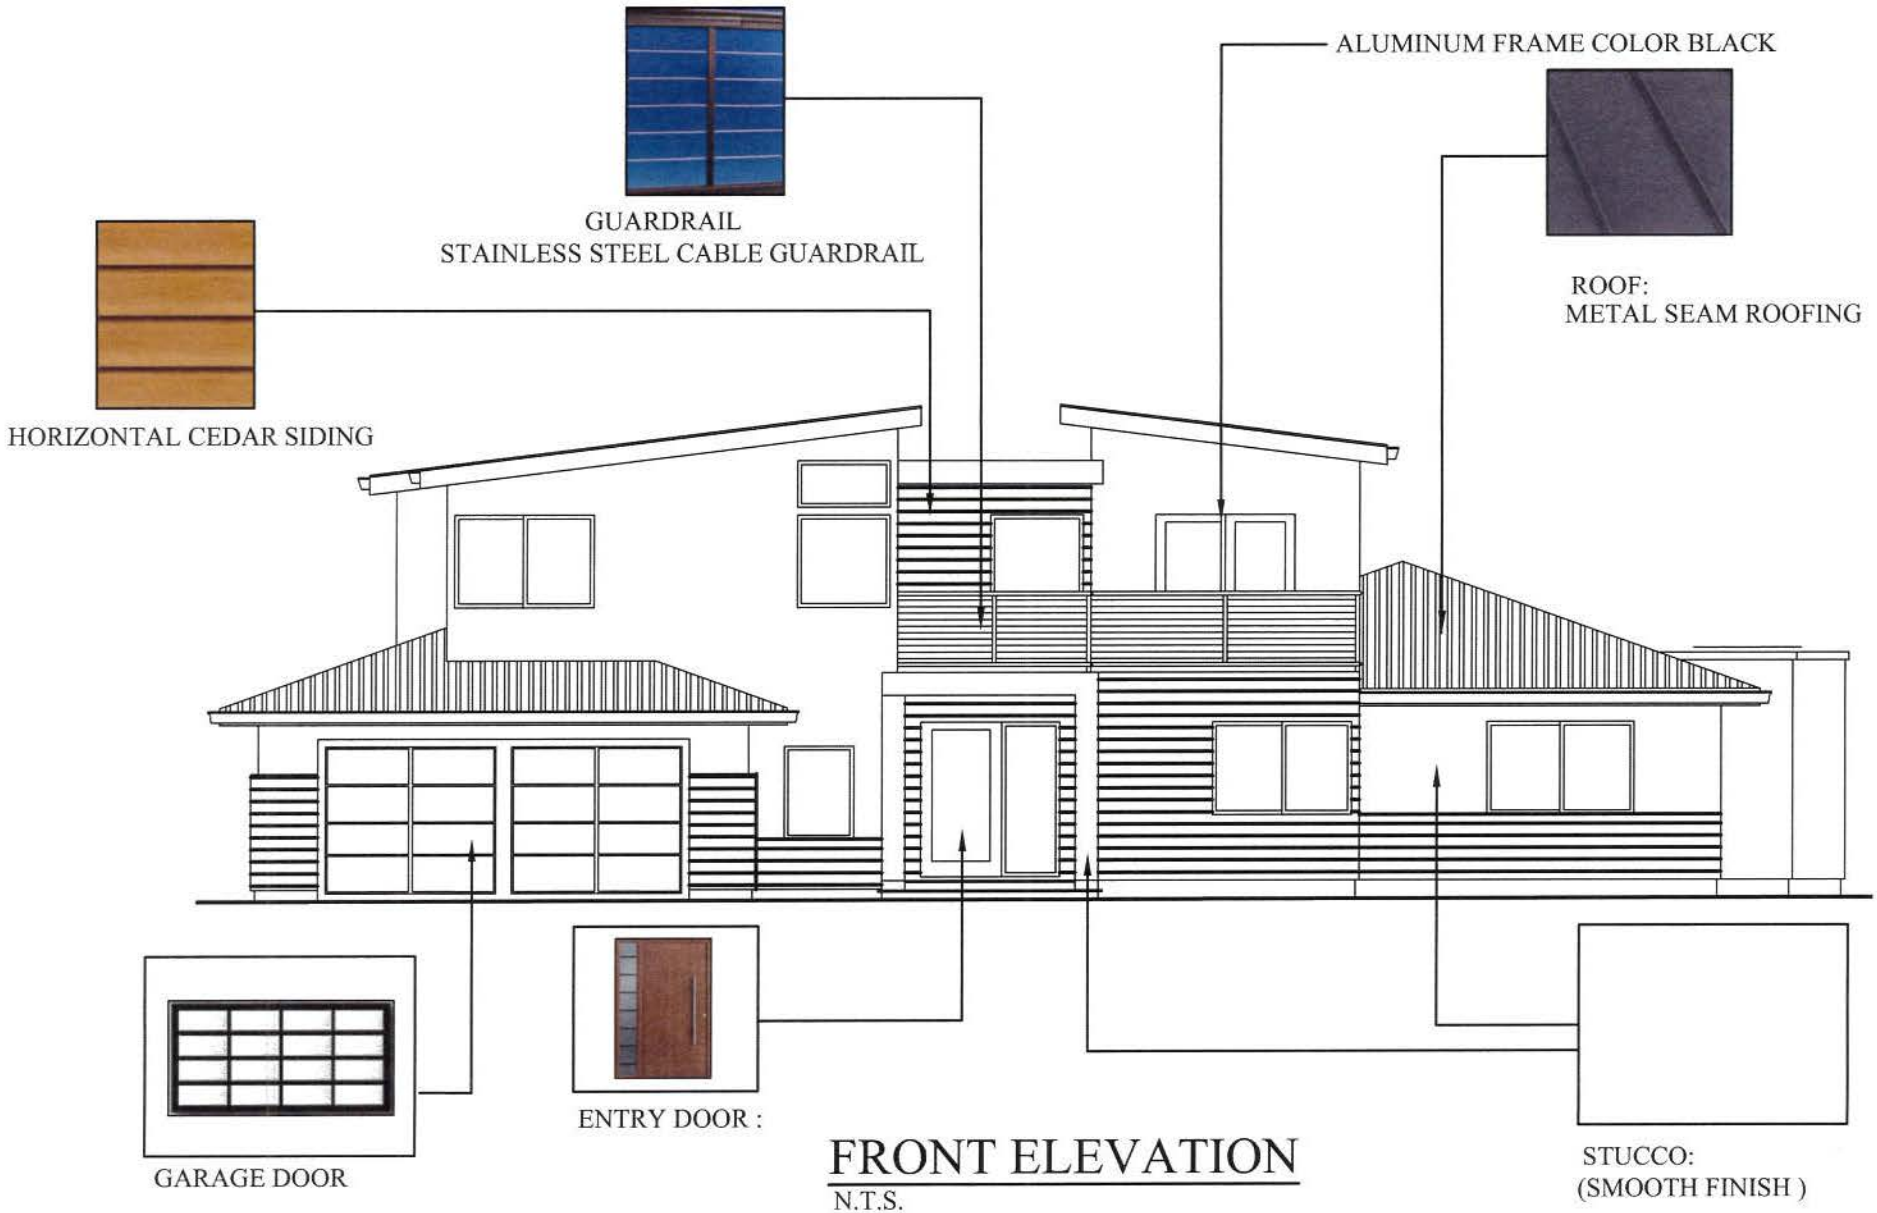 ALUMINUM FRAME COLOR BLACK
GUARDRAIL
STAINLESS STEEL CABLE GUARDRAIL
ROOF:
METAL SEAM ROOFING
HORIZONTAL CEDAR SIDING
GARAGE DOOR
ENTRY DOOR :
FRONT ELEVATION
N.T.S.
STUCCO:
(SMOOTH FINISH )